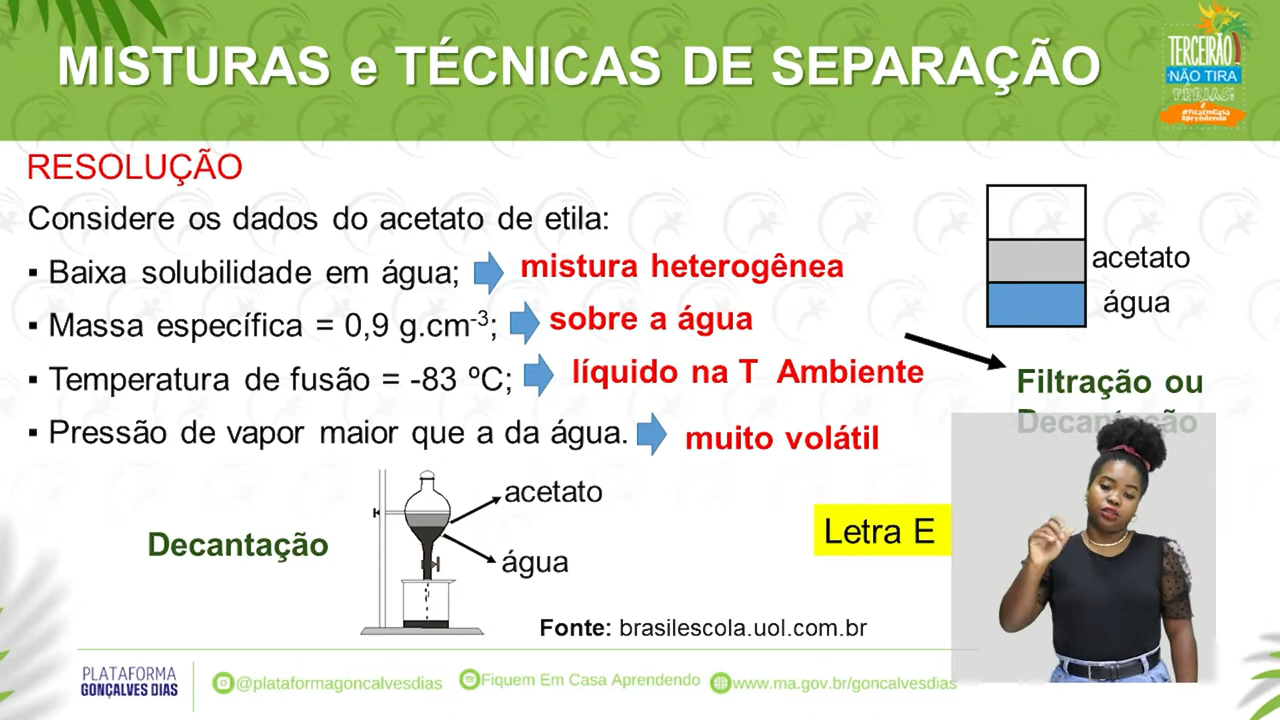 MISTURAS e TÉCNICAS DE SEPARAÇÃO
TERCEIRÃO!
NÃO TIRA
FÉRIAS!
É
#FicaEmCasa
Aprendendo
RESOLUÇÃO
Considere os dados do acetato de etila:
▪ Baixa solubilidade em água; mistura heterogênea
▪ Massa específica = 0,9 g.cm-3; sobre a água
▪ Temperatura de fusão = -83 ºC; líquido na T Ambiente
▪ Pressão de vapor maior que a da água. muito volátil
acetato
água
Filtração ou
Decantação
Decantação
acetato
água
Letra E
Fonte: brasilescola.uol.com.br
PLATAFORMA
GONÇALVES DIAS
@plataformagoncalvesdias
Fiquem Em Casa Aprendendo
www.ma.gov.br/goncalvesdias